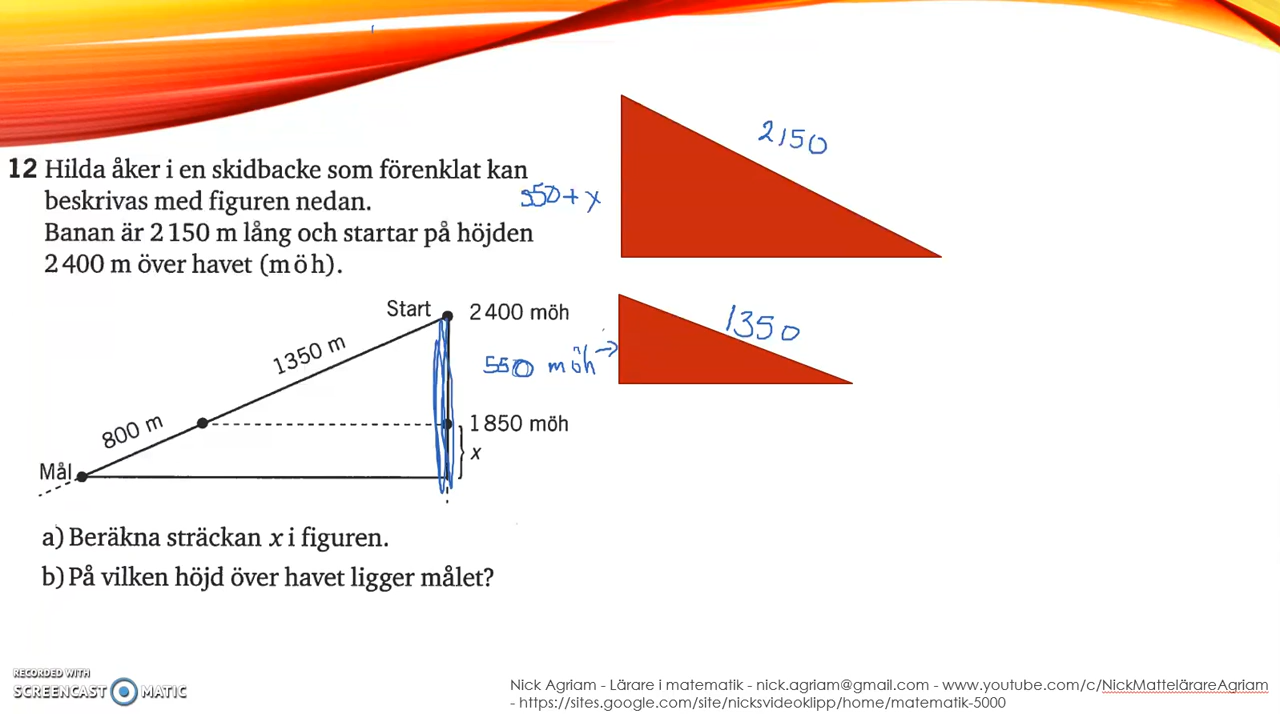 12 Hilda åker i en skidbacke som förenklat kan
beskrivas med figuren nedan.
Banan är 2 150 m lång och startar på höjden
2 400 m över havet (m ö h).
Start
2 400 möh
1350 m
550 möh
800 m
1 850 möh
x
Mål
a) Beräkna sträckan x i figuren.
b) På vilken höjd över havet ligger målet?
2150
550+x
1350
RECORDED WITH
SCREENCAST MATIC
Nick Agriam - Lärare i matematik - nick.agriam@gmail.com - www.youtube.com/c/NickMattelärareAgriam
- https://sites.google.com/site/nicksvideoklipp/home/matematik-5000